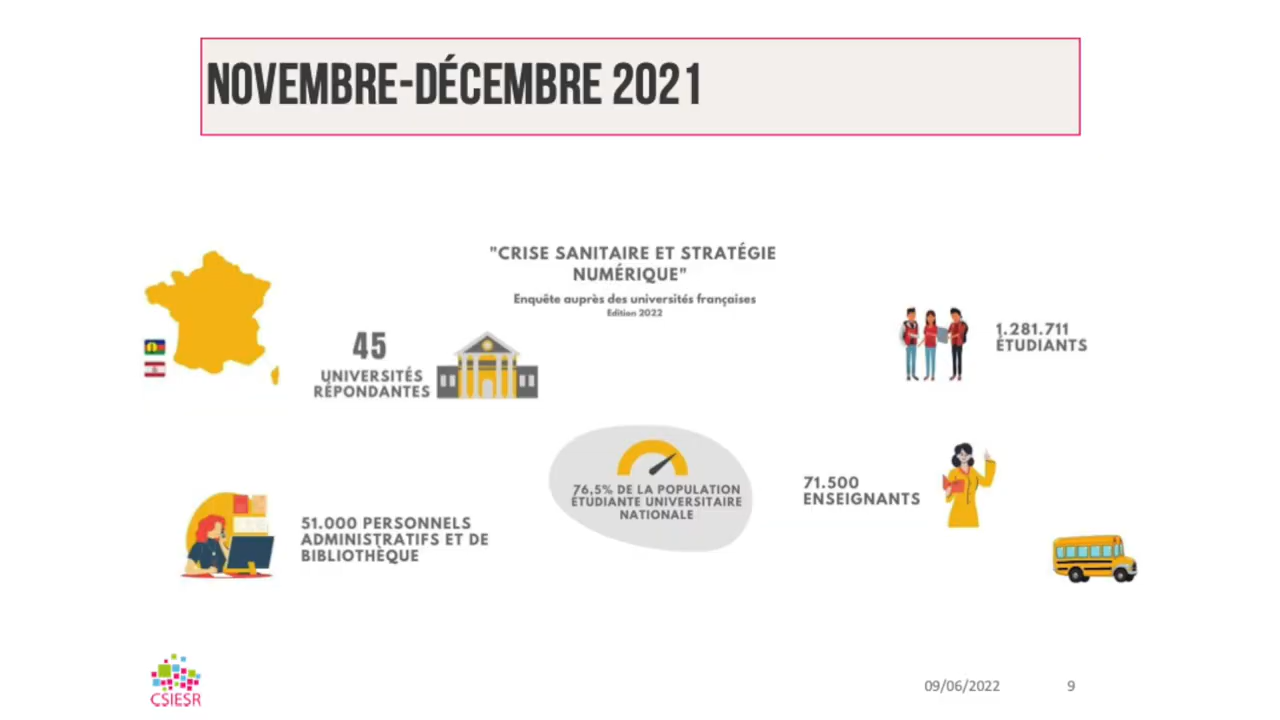 NOVEMBRE-DÉCEMBRE 2021
"CRISE SANITAIRE ET STRATÉGIE
NUMÉRIQUE"
Enquête auprès des universités françaises
Edition 2022
45
UNIVERSITÉS
RÉPONDANTES
1.281.711
ÉTUDIANTS
76,5% DE LA POPULATION
ÉTUDIANTE UNIVERSITAIRE
NATIONALE
71.500
ENSEIGNANTS
51.000 PERSONNELS
ADMINISTRATIFS ET DE
BIBLIOTHÈQUE
CSIESR
09/06/2022
9